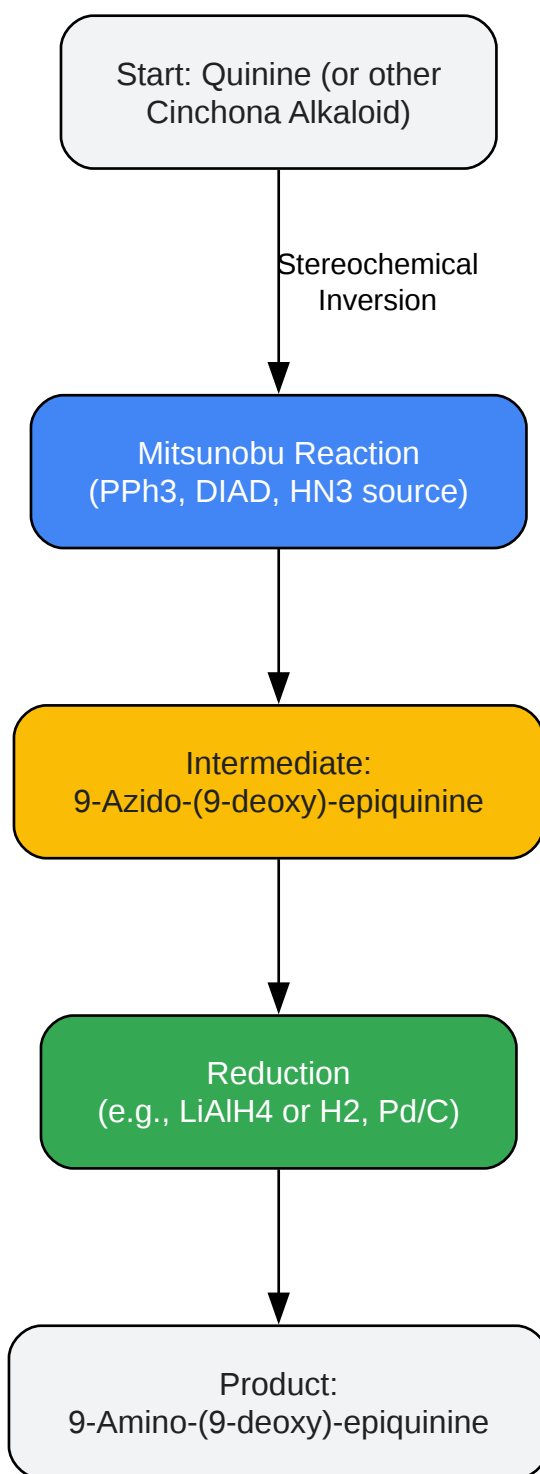 Start: Quinine (or other
Cinchona Alkaloid)
Stereochemical
Inversion
Mitsunobu Reaction
(PPh3, DIAD, HN3 source)
Intermediate:
9-Azido-(9-deoxy)-epiquinine
Reduction
(e.g., LiAlH4 or H2, Pd/C)
Product:
9-Amino-(9-deoxy)-epiquinine